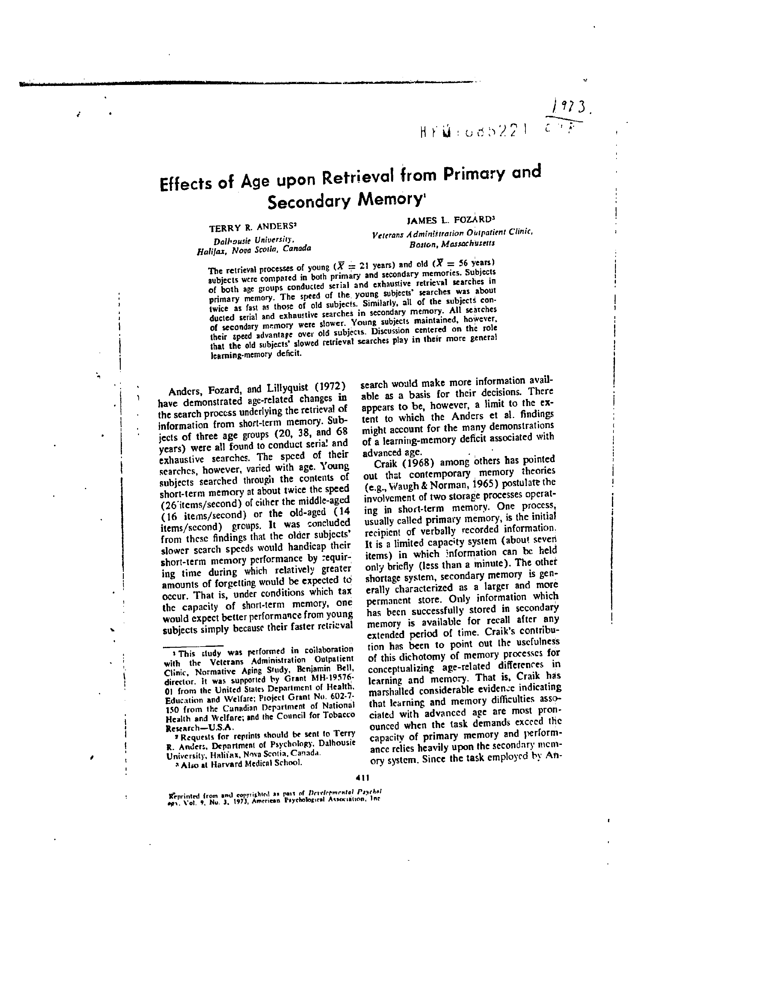 1973.
Effects of Age upon Retrieval from Primary and
Secondary Memory¹
TERRY R. ANDERS²
Dalhousie University,
Halifax, Nova Scotia, Canada
JAMES L. FOZARD³
Veterans Administration Outpatient Clinic,
Boston, Massachusetts
The retrieval processes of young (X̄ = 21 years) and old (X̄ = 56 years)
subjects were compared in both primary and secondary memories. Subjects
of both age groups conducted serial and exhaustive retrieval searches in
primary memory. The speed of the young subjects' searches was about
twice as fast as those of old subjects. Similarly, all of the subjects con-
ducted serial and exhaustive searches in secondary memory. All searches
of secondary memory were slower. Young subjects maintained, however,
their speed advantage over old subjects. Discussion centered on the role
that the old subjects' slowed retrieval searches play in their more general
learning-memory deficit.
Anders, Fozard, and Lillyquist (1972)
have demonstrated age-related changes in
the search process underlying the retrieval of
information from short-term memory. Sub-
jects of three age groups (20, 38, and 68
years) were all found to conduct serial and
exhaustive searches. The speed of their
searches, however, varied with age. Young
subjects searched through the contents of
short-term memory at about twice the speed
(26 items/second) of either the middle-aged
(16 items/second) or the old-aged (14
items/second) groups. It was concluded
from these findings that the older subjects'
slower search speeds would handicap their
short-term memory performance by requir-
ing time during which relatively greater
amounts of forgetting would be expected to
occur. That is, under conditions which tax
the capacity of short-term memory, one
would expect better performance from young
subjects simply because their faster retrieval
¹ This study was performed in collaboration
with the Veterans Administration Outpatient
Clinic, Normative Aging Study, Benjamin Bell,
director. It was supported by Grant MH-19576-
01 from the United States Department of Health,
Education and Welfare; Project Grant No. 602-7-
150 from the Canadian Department of National
Health and Welfare; and the Council for Tobacco
Research—U.S.A.
² Requests for reprints should be sent to Terry
R. Anders, Department of Psychology, Dalhousie
University, Halifax, Nova Scotia, Canada.
³ Also at Harvard Medical School.
search would make more information avail-
able as a basis for their decisions. There
appears to be, however, a limit to the ex-
tent to which the Anders et al. findings
might account for the many demonstrations
of a learning-memory deficit associated with
advanced age.
Craik (1968) among others has pointed
out that contemporary memory theories
(e.g., Waugh & Norman, 1965) postulate the
involvement of two storage processes operat-
ing in short-term memory. One process,
usually called primary memory, is the initial
recipient of verbally recorded information.
It is a limited capacity system (about seven
items) in which information can be held
only briefly (less than a minute). The other
shortage system, secondary memory is gen-
erally characterized as a larger and more
permanent store. Only information which
has been successfully stored in secondary
memory is available for recall after any
extended period of time. Craik's contribu-
tion has been to point out the usefulness
of this dichotomy of memory processes for
conceptualizing age-related differences in
learning and memory. That is, Craik has
marshalled considerable evidence indicating
that learning and memory difficulties asso-
ciated with advanced age are most pron-
ounced when the task demands exceed the
capacity of primary memory and perform-
ance relies heavily upon the secondary mem-
ory system. Since the task employed by An-
411
Reprinted from and copyrighted as part of Developmental Psychol
ogy, Vol. 9, No. 3, 1973, American Psychological Association, Inc